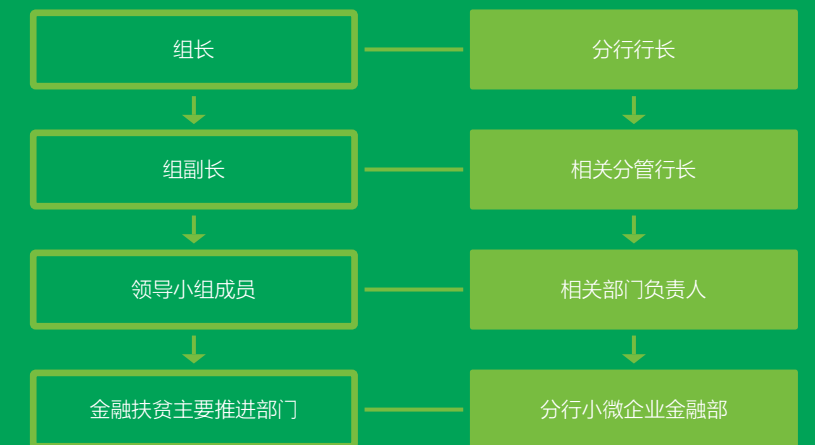 组长
分行行长
组副长
相关分管行长
领导小组成员
相关部门负责人
金融扶贫主要推进部门
分行小微企业金融部